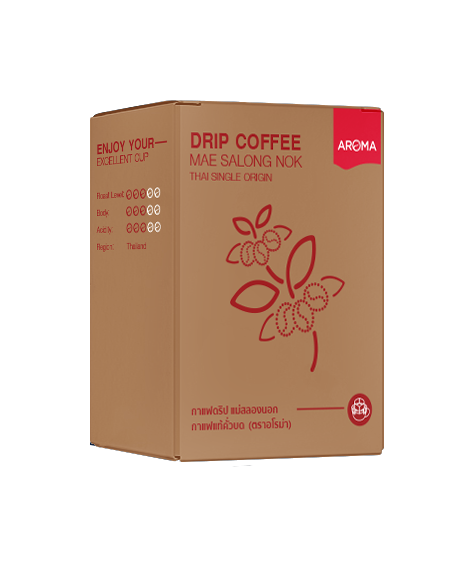 ENJOY YOUR
EXCELLENT CUP
Roast Level:
Body:
Acidity:
Region: Thailand
DRIP COFFEE
MAE SALONG NOK
THAI SINGLE ORIGIN
AROMA
กาแฟดริป แม่สลองนอก
กาแฟแท้คั่วบด (ตราอโรม่า)